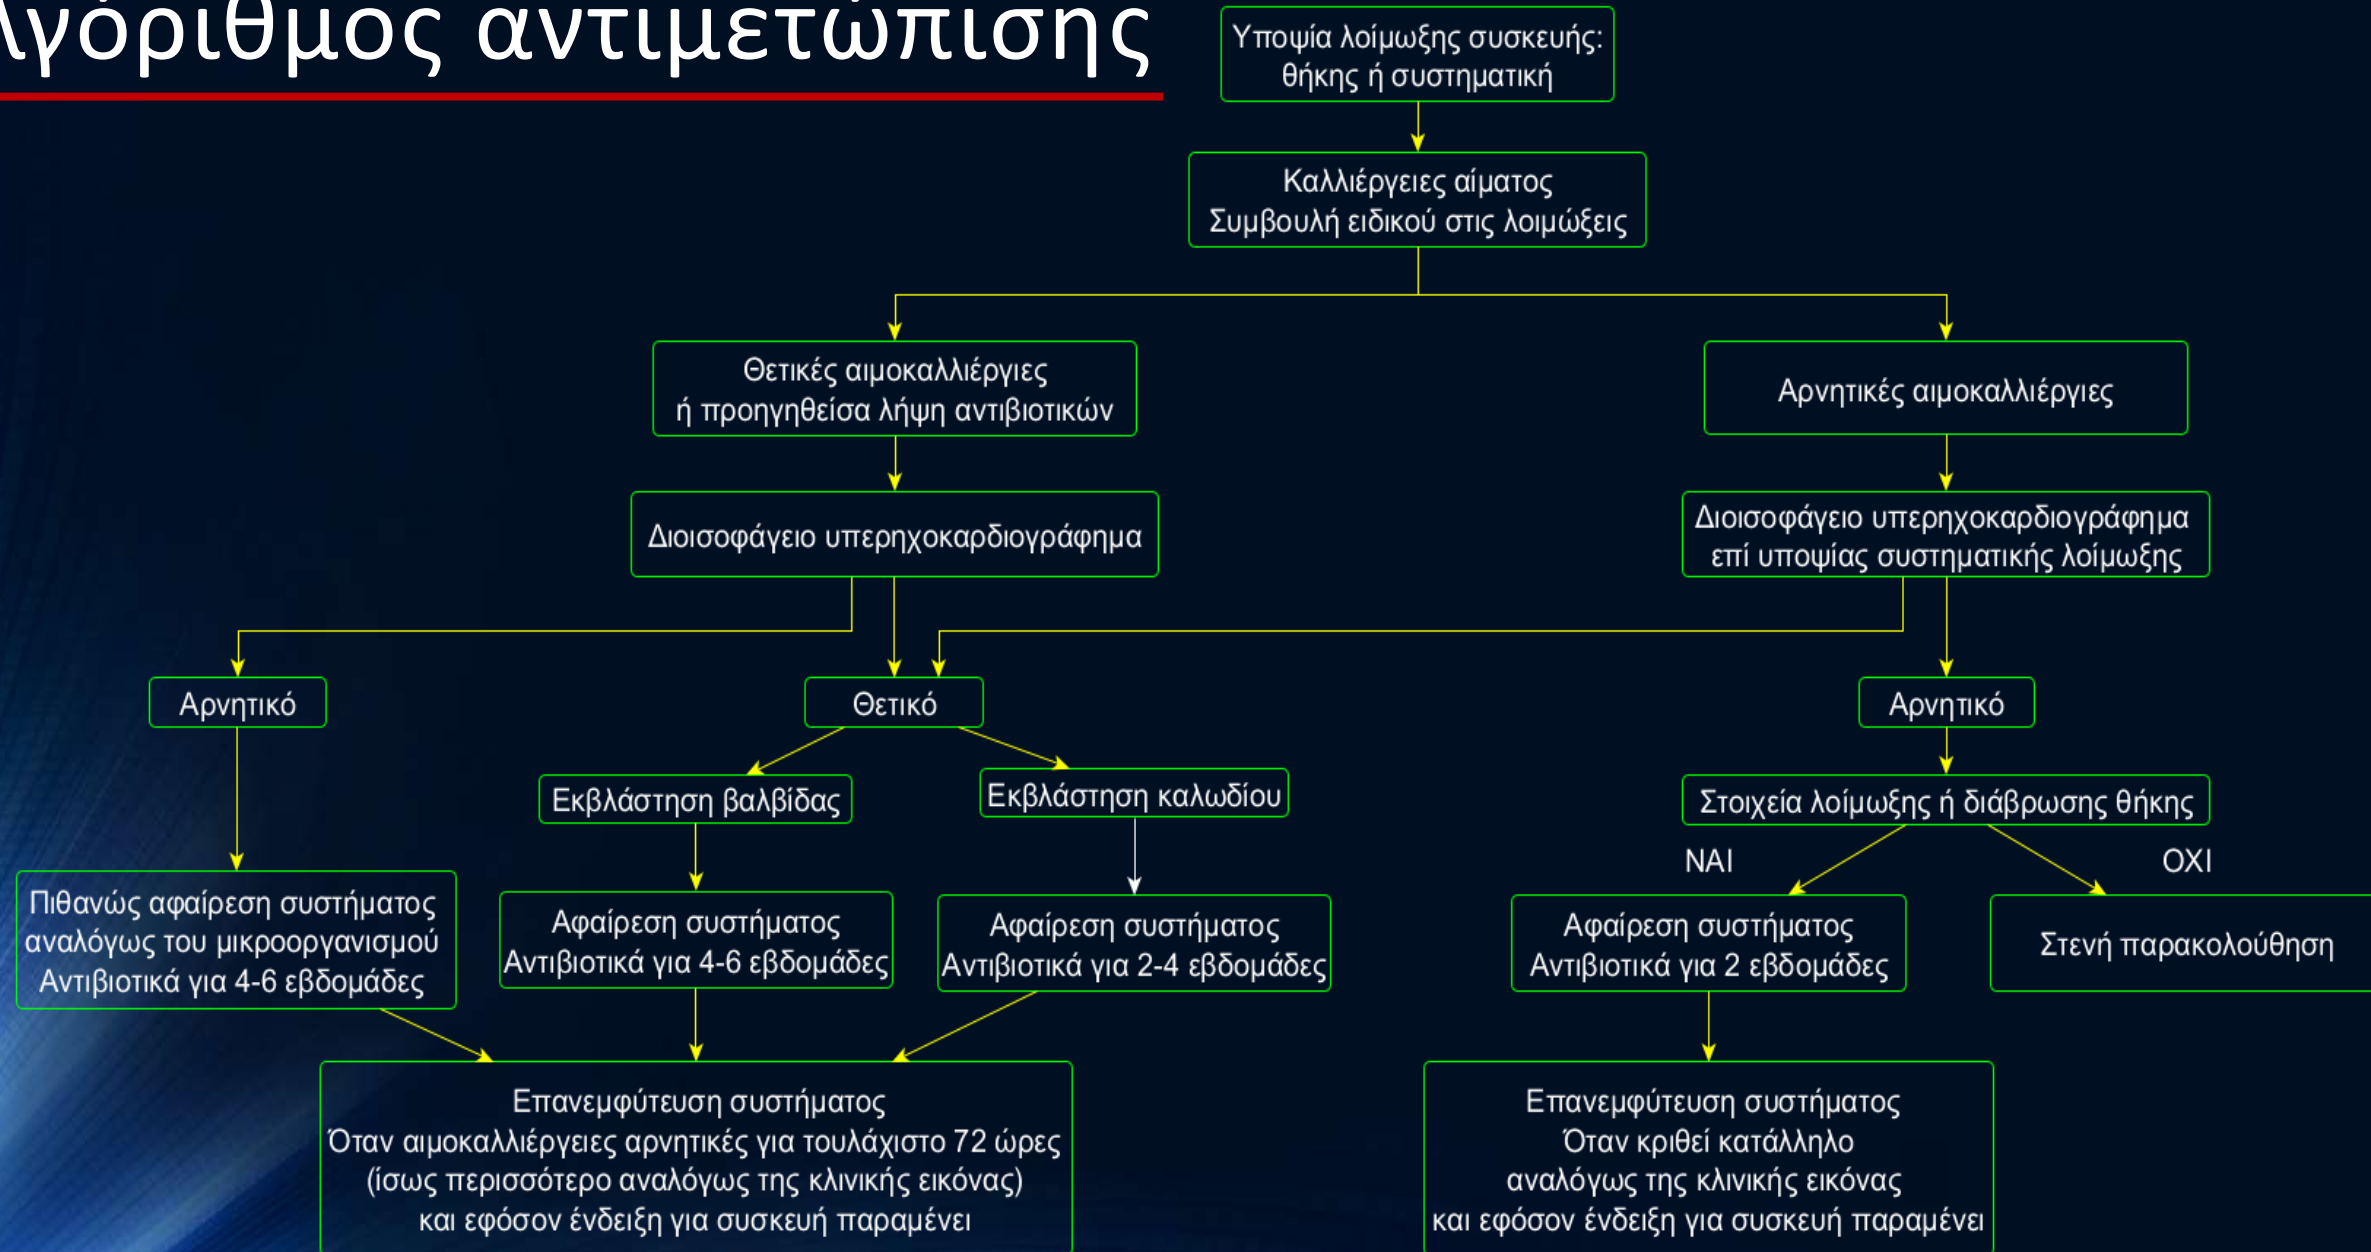 λγόριθμος αντιμετώπισης
Υποψία λοίμωξης συσκευής:
θήκης ή συστηματική
Καλλιέργειες αίματος
Συμβουλή ειδικού στις λοιμώξεις
Θετικές αιμοκαλλιέργιες
ή προηγηθείσα λήψη αντιβιοτικών
Αρνητικές αιμοκαλλιέργιες
Διοισοφάγειο υπερηχοκαρδιογράφημα
Διοισοφάγειο υπερηχοκαρδιογράφημα
επί υποψίας συστηματικής λοίμωξης
Αρνητικό
Θετικό
Αρνητικό
Εκβλάστηση βαλβίδας
Εκβλάστηση καλωδίου
Στοιχεία λοίμωξης ή διάβρωσης θήκης
ΝΑΙ
ΟΧΙ
Πιθανώς αφαίρεση συστήματος
αναλόγως του μικροοργανισμού
Αντιβιοτικά για 4-6 εβδομάδες
Αφαίρεση συστήματος
Αντιβιοτικά για 4-6 εβδομάδες
Αφαίρεση συστήματος
Αντιβιοτικά για 2-4 εβδομάδες
Αφαίρεση συστήματος
Αντιβιοτικά για 2 εβδομάδες
Στενή παρακολούθηση
Επανεμφύτευση συστήματος
Όταν αιμοκαλλιέργειες αρνητικές για τουλάχιστο 72 ώρες
(ίσως περισσότερο αναλόγως της κλινικής εικόνας)
και εφόσον ένδειξη για συσκευή παραμένει
Επανεμφύτευση συστήματος
Όταν κριθεί κατάλληλο
αναλόγως της κλινικής εικόνας
και εφόσον ένδειξη για συσκευή παραμένει